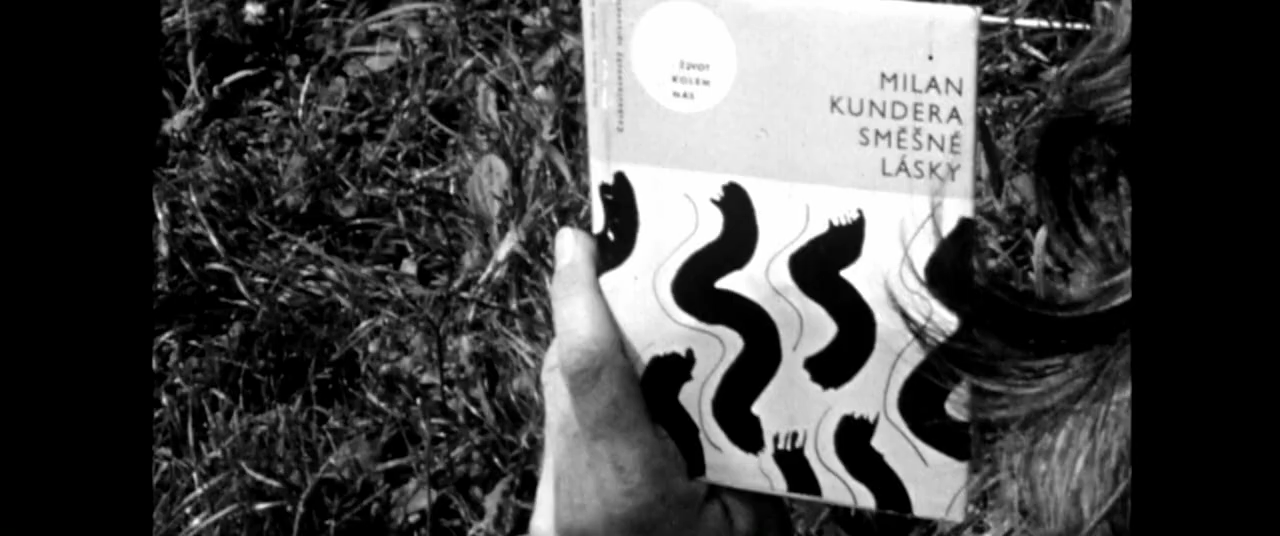 ŽIVOT
KOLEM
NÁS
MILAN
KUNDERA
SMĚŠNÉ
LÁSKY